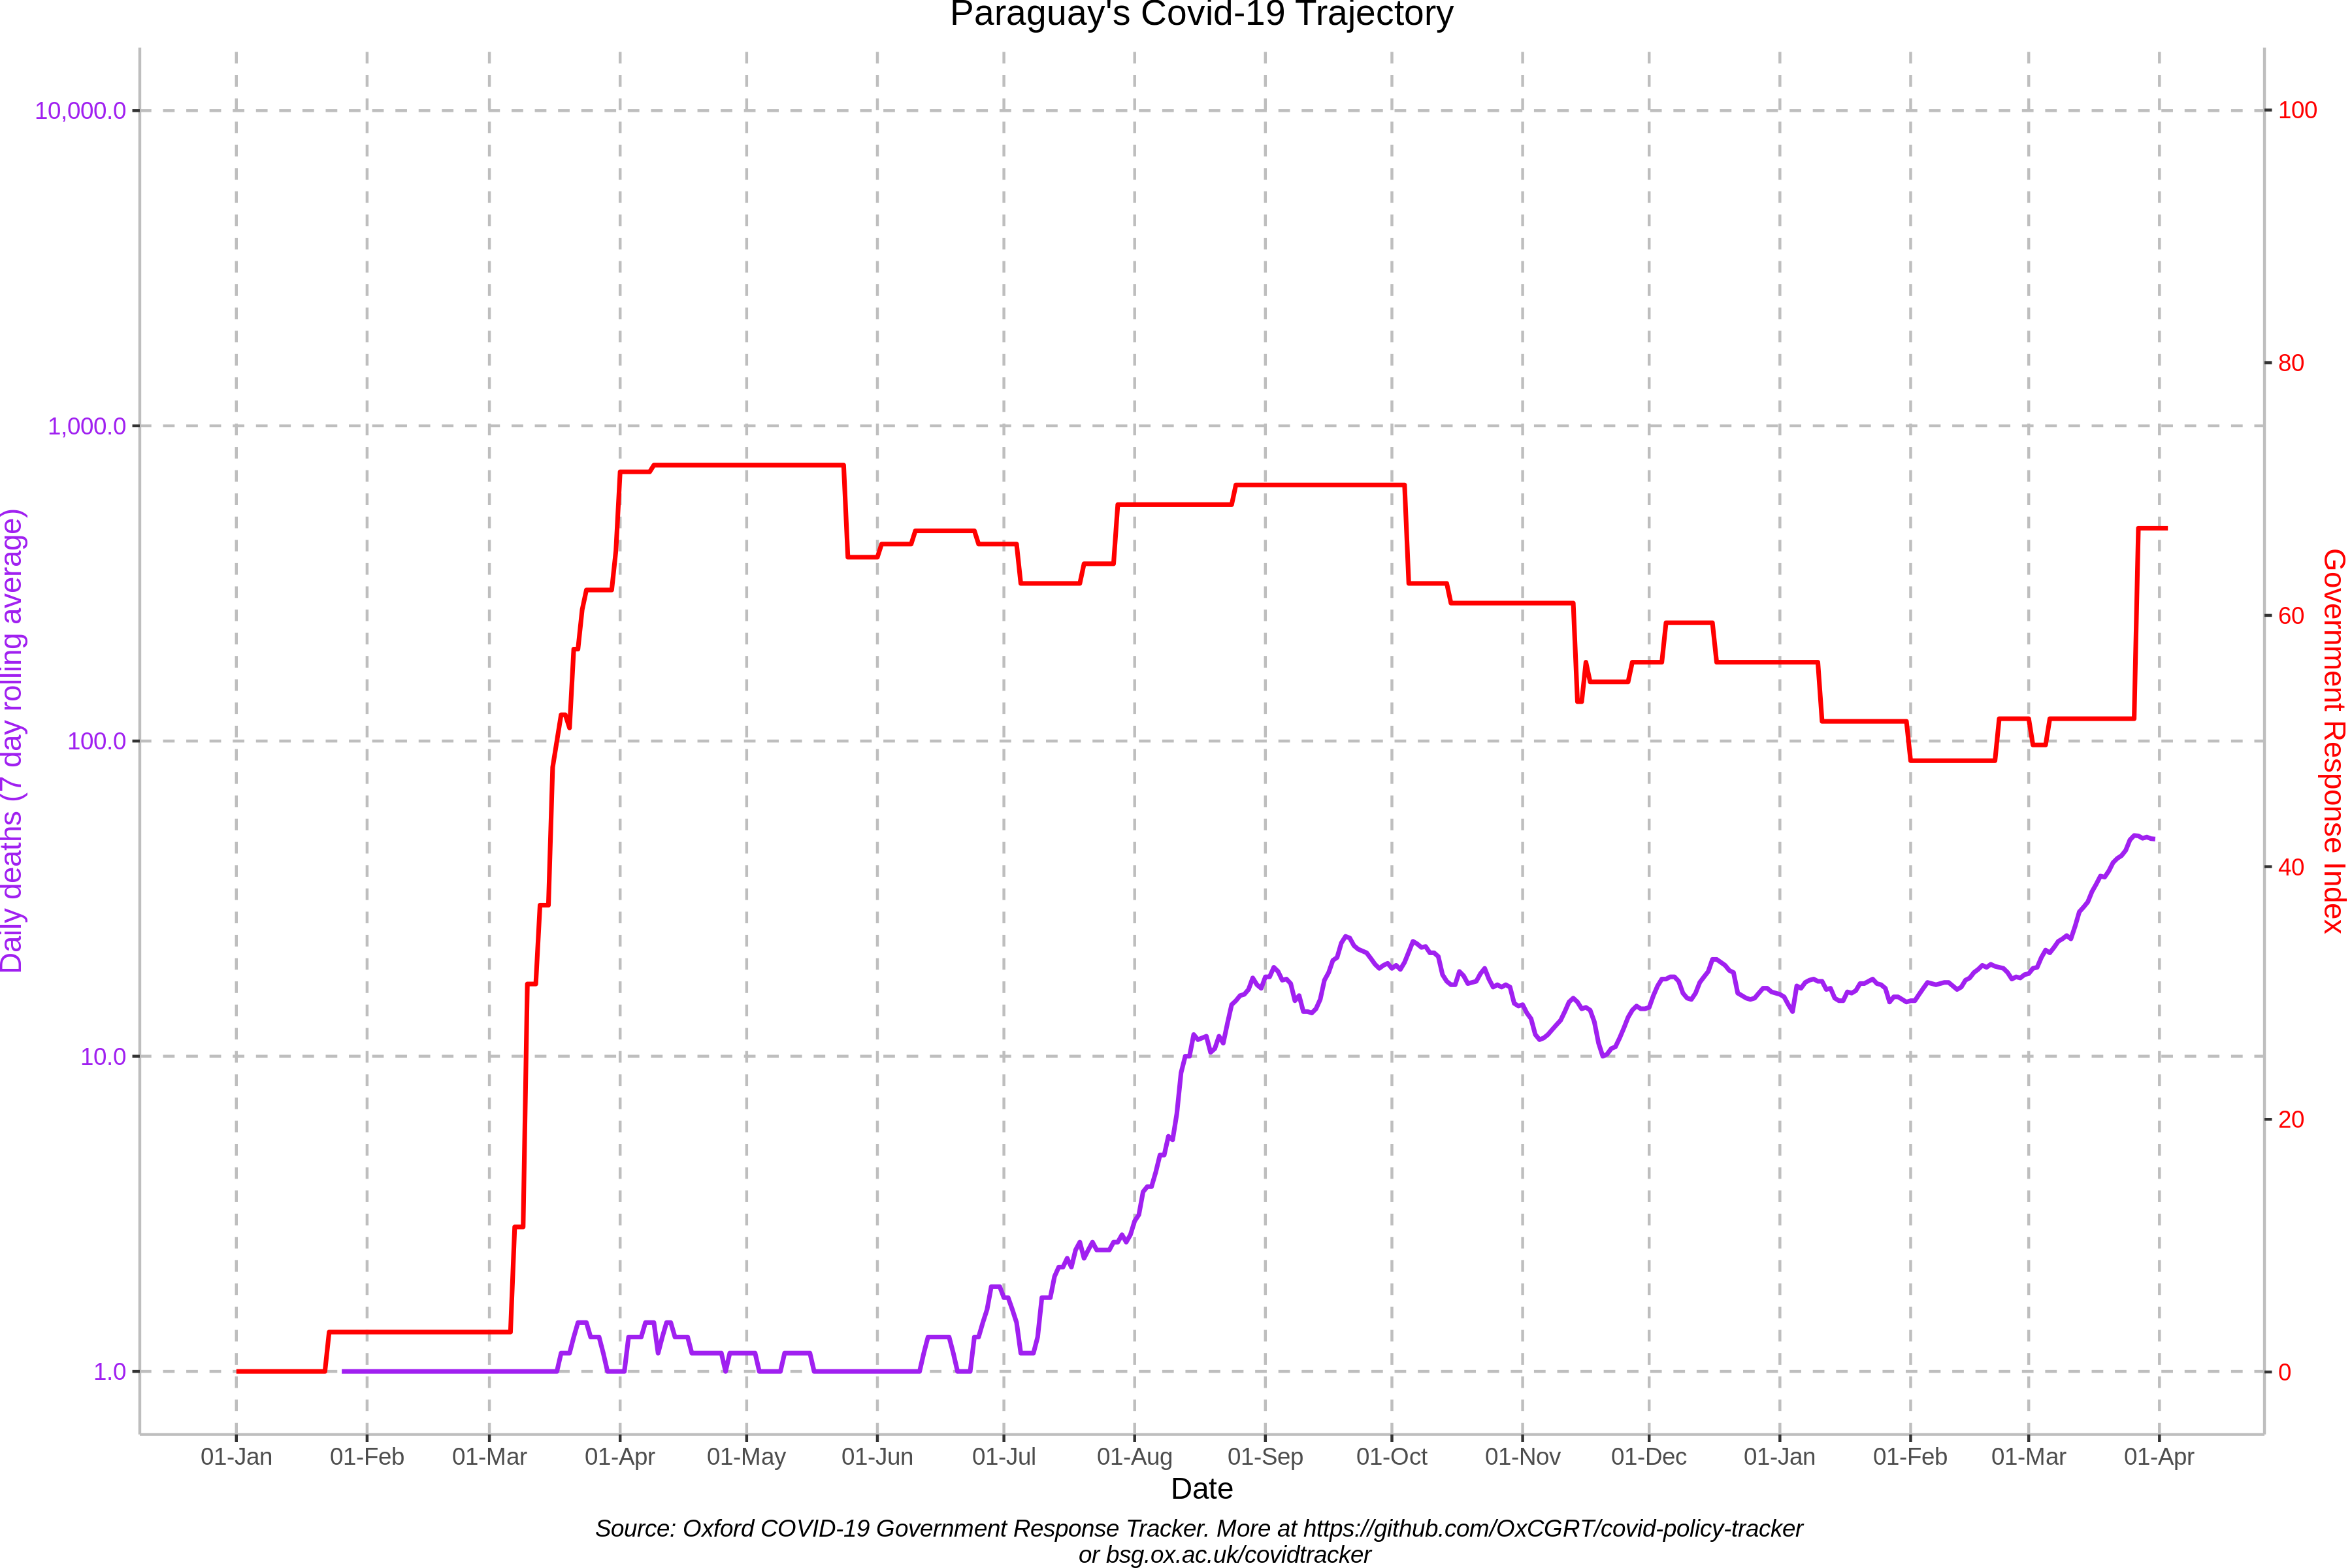 Paraguay's Covid-19 Trajectory
Daily deaths (7 day rolling average)
10,000.0
1,000.0
100.0
10.0
1.0
100
80
60
40
20
0
Government Response Index
01-Jan 01-Feb 01-Mar 01-Apr 01-May 01-Jun 01-Jul 01-Aug 01-Sep 01-Oct 01-Nov 01-Dec 01-Jan 01-Feb 01-Mar 01-Apr
Date
Source: Oxford COVID-19 Government Response Tracker. More at https://github.com/OxCGRT/covid-policy-tracker
or bsg.ox.ac.uk/covidtracker